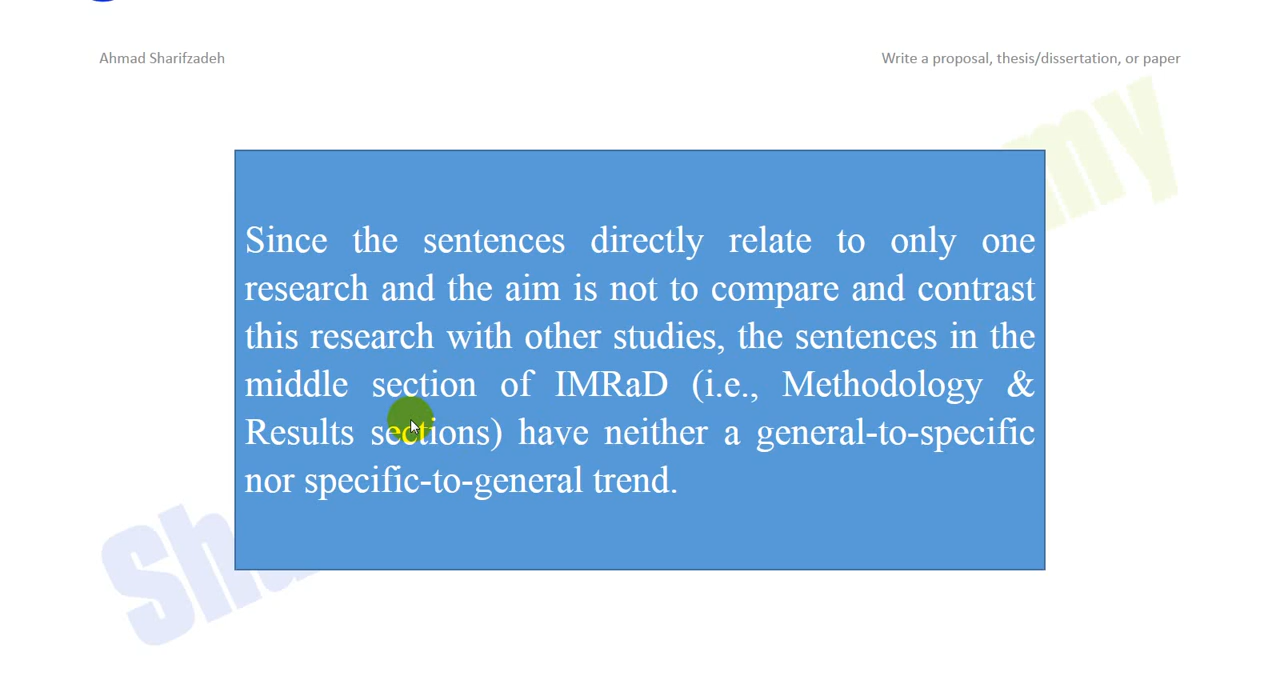 Ahmad Sharifzadeh
Write a proposal, thesis/dissertation, or paper
Since the sentences directly relate to only one
research and the aim is not to compare and contrast
this research with other studies, the sentences in the
middle section of IMRaD (i.e., Methodology &
Results sections) have neither a general-to-specific
nor specific-to-general trend.